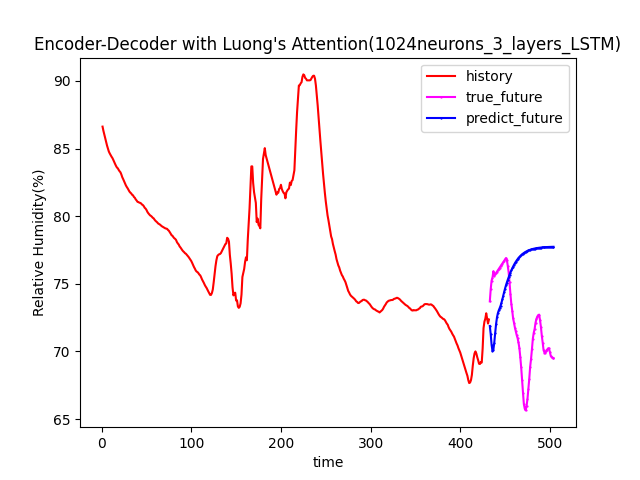 Encoder-Decoder with Luong's Attention(1024neurons_3_layers_LSTM)
history
true_future
predict_future
Relative Humidity(%)
90
85
80
75
70
65
0 100 200 300 400 500
time